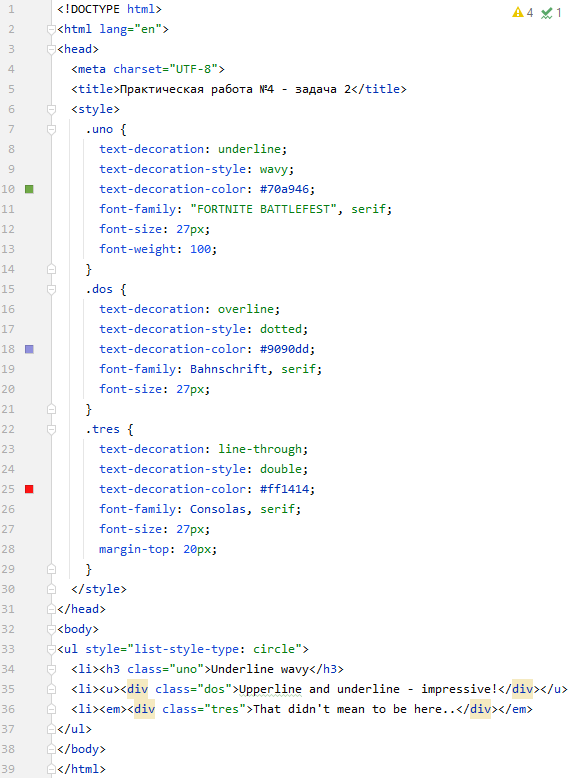 4 1
1 <!DOCTYPE html>
2 <html lang="en">
3 <head>
4 <meta charset="UTF-8">
5 <title>Практическая работа №4 - задача 2</title>
6 <style>
7 .uno {
8 text-decoration: underline;
9 text-decoration-style: wavy;
10 text-decoration-color: #70a946;
11 font-family: "FORTNITE BATTLEFEST", serif;
12 font-size: 27px;
13 font-weight: 100;
14 }
15 .dos {
16 text-decoration: overline;
17 text-decoration-style: dotted;
18 text-decoration-color: #9090dd;
19 font-family: Bahnschrift, serif;
20 font-size: 27px;
21 }
22 .tres {
23 text-decoration: line-through;
24 text-decoration-style: double;
25 text-decoration-color: #ff1414;
26 font-family: Consolas, serif;
27 font-size: 27px;
28 margin-top: 20px;
29 }
30 </style>
31 </head>
32 <body>
33 <ul style="list-style-type: circle">
34 <li><h3 class="uno">Underline wavy</h3>
35 <li><u><div class="dos">Upperline and underline - impressive!</div></u>
36 <li><em><div class="tres">That didn't mean to be here..</div></em>
37 </ul>
38 </body>
39 </html>